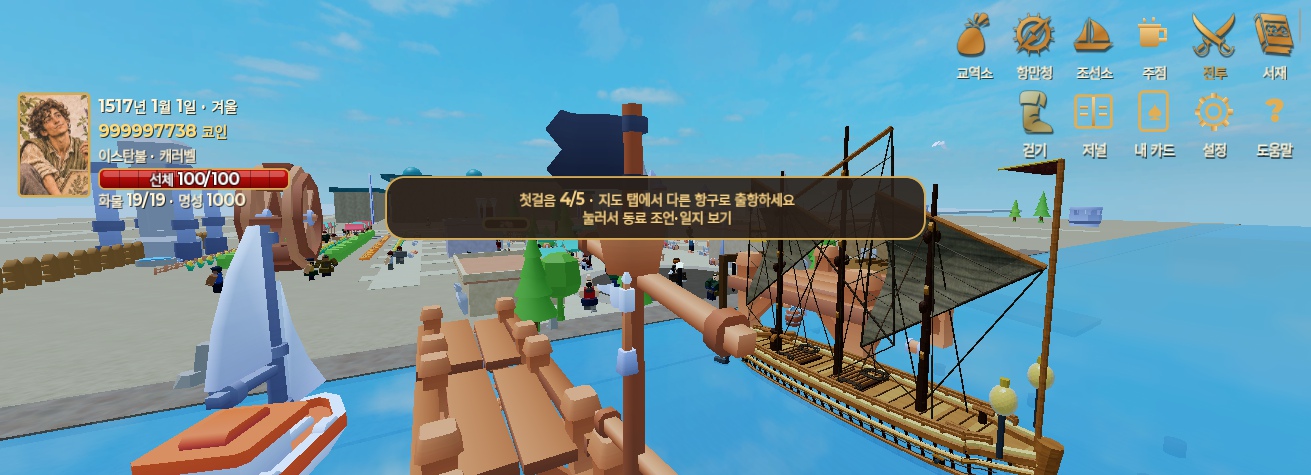 교역소 항만청 조선소 주점 전투 서재
걷기 저널 내 카드 설정 도움말
1517년 1월 1일 · 겨울
999997738 코인
이스탄불 · 캐러벨
선체 100/100
화물 19/19 · 명성 1000
첫걸음 4/5 · 지도 탭에서 다른 항구로 출항하세요
눌러서 동료 조언·일지 보기